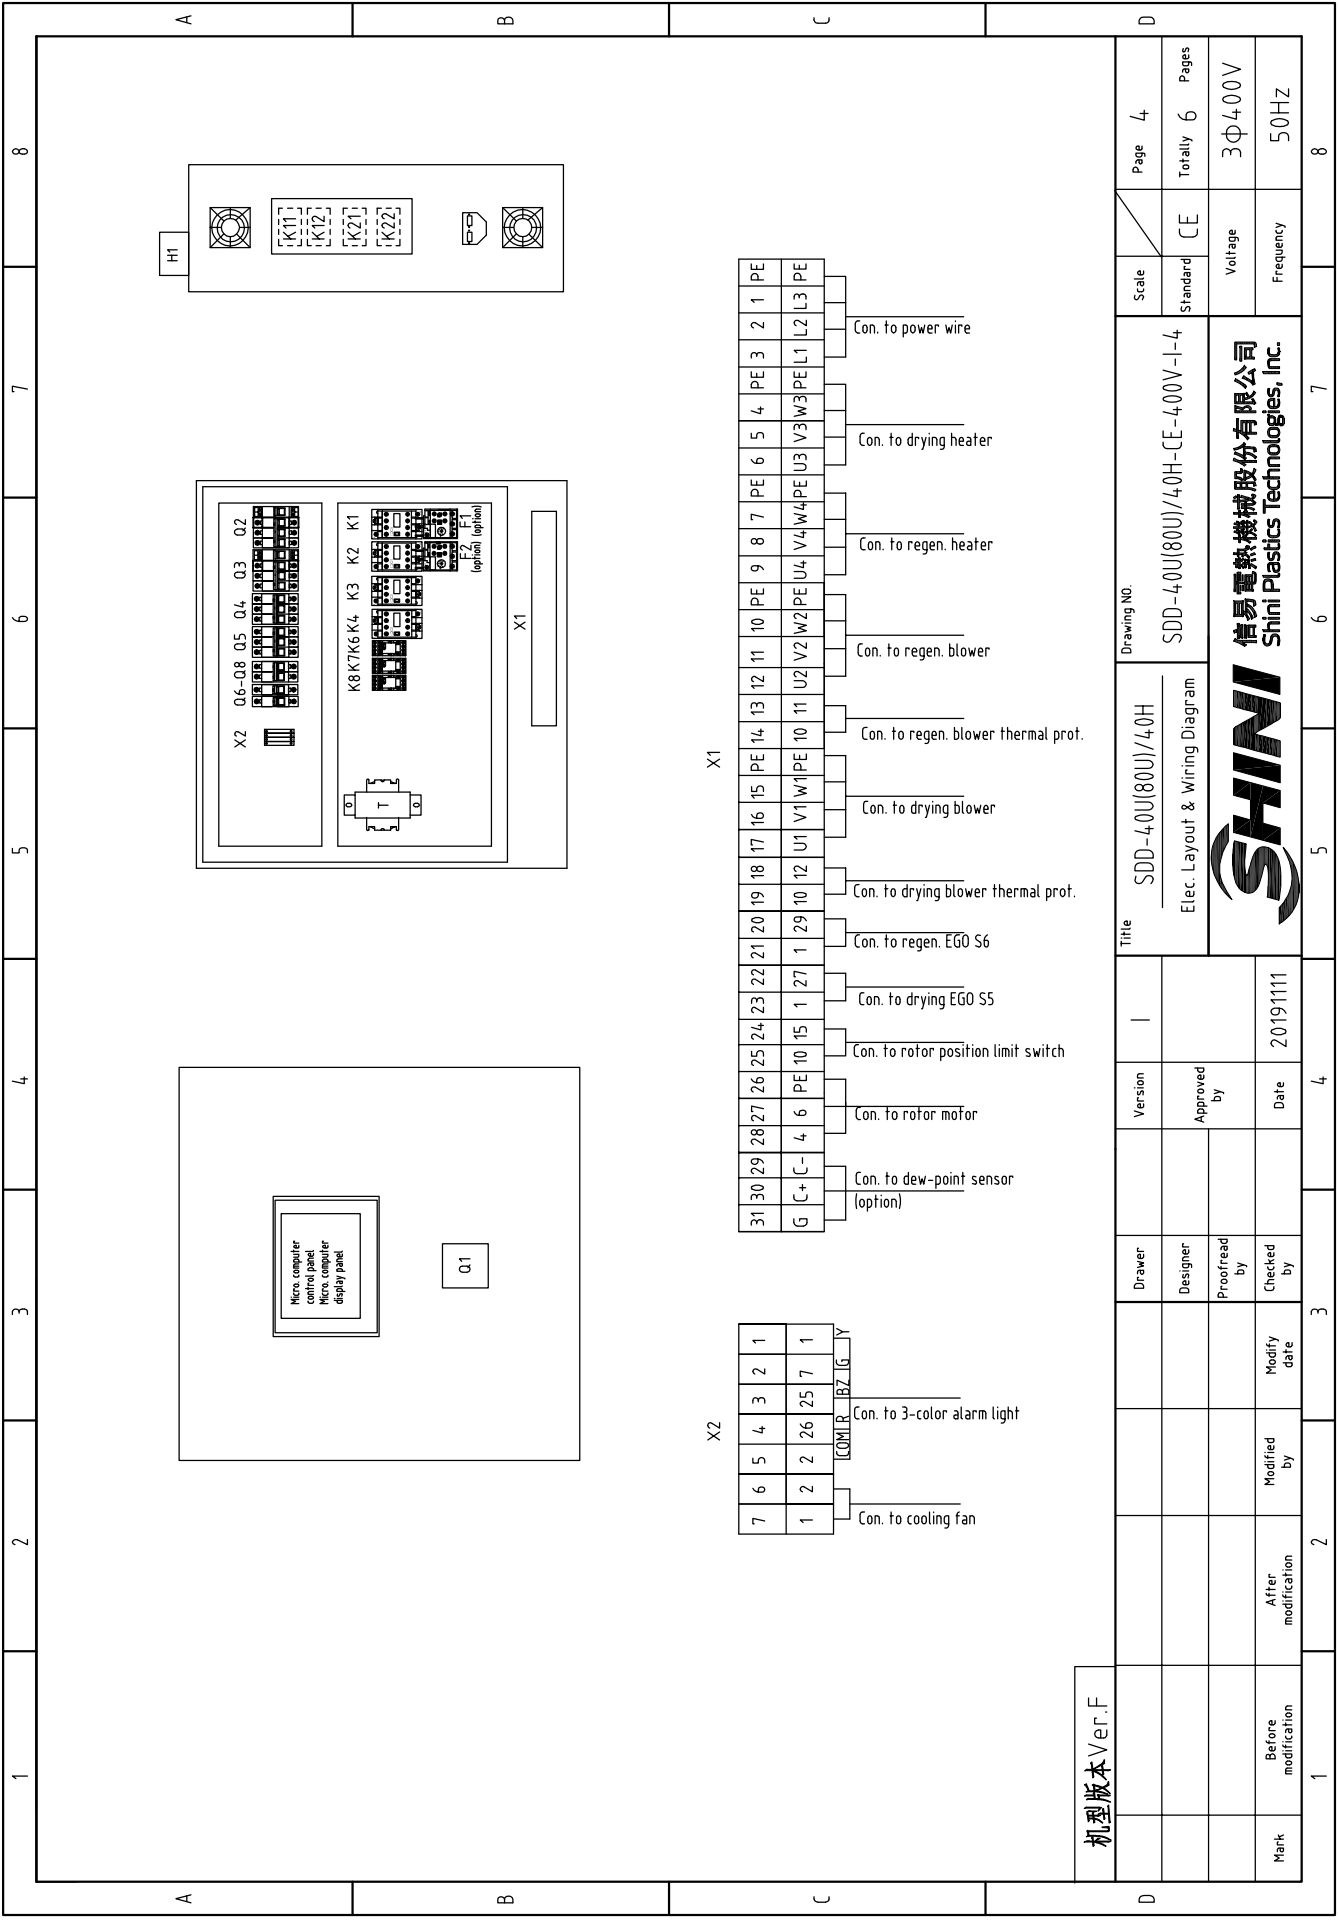 1 2 3 4 5 6 7 8
A
B
C
D
Micro. computer
control panel
Micro. computer
display panel
Q1
X2 Q6-Q8 Q5 Q4 Q3 Q2
T
K8K7K6 K4 K3 K2 K1
F2 F1
(option) (option)
X1
H1
K11
K12
K21
K22
X2
7 6 5 4 3 2 1
1 2 2 26 25 7 1
COM R BZ G Y
Con. to cooling fan
Con. to 3-color alarm light
X1
31 30 29 28 27 26 25 24 23 22 21 20 19 18 17 16 15 PE 14 13 12 11 10 PE 9 8 7 PE 6 5 4 PE 3 2 1 PE
G C+ C- 4 6 PE 10 15 1 27 1 29 10 12 U1 V1 W1 PE 10 11 U2 V2 W2 PE U4 V4 W4 PE U3 V3 W3 PE L1 L2 L3 PE
Con. to dew-point sensor
(option)
Con. to rotor motor
Con. to rotor position limit switch
Con. to drying EGO S5
Con. to regen. EGO S6
Con. to drying blower thermal prot.
Con. to drying blower
Con. to regen. blower thermal prot.
Con. to regen. blower
Con. to regen. heater
Con. to drying heater
Con. to power wire
机型版本Ver.F
Mark
Before
modification
After
modification
Modified
by
Modify
date
Drawer
Designer
Proofread
by
Checked
by
Version I
Approved
by
Date 20191111
Title
SDD-40U(80U)/40H
Elec. Layout & Wiring Diagram
Drawing NO.
SDD-40U(80U)/40H-CE-400V-I-4
SHINI
信易電熱機械股份有限公司
Shini Plastics Technologies, Inc.
Scale
Page 4
Standard CE
Totally 6 Pages
Voltage 3Φ400V
Frequency 50HZ
A
B
C
D
1 2 3 4 5 6 7 8